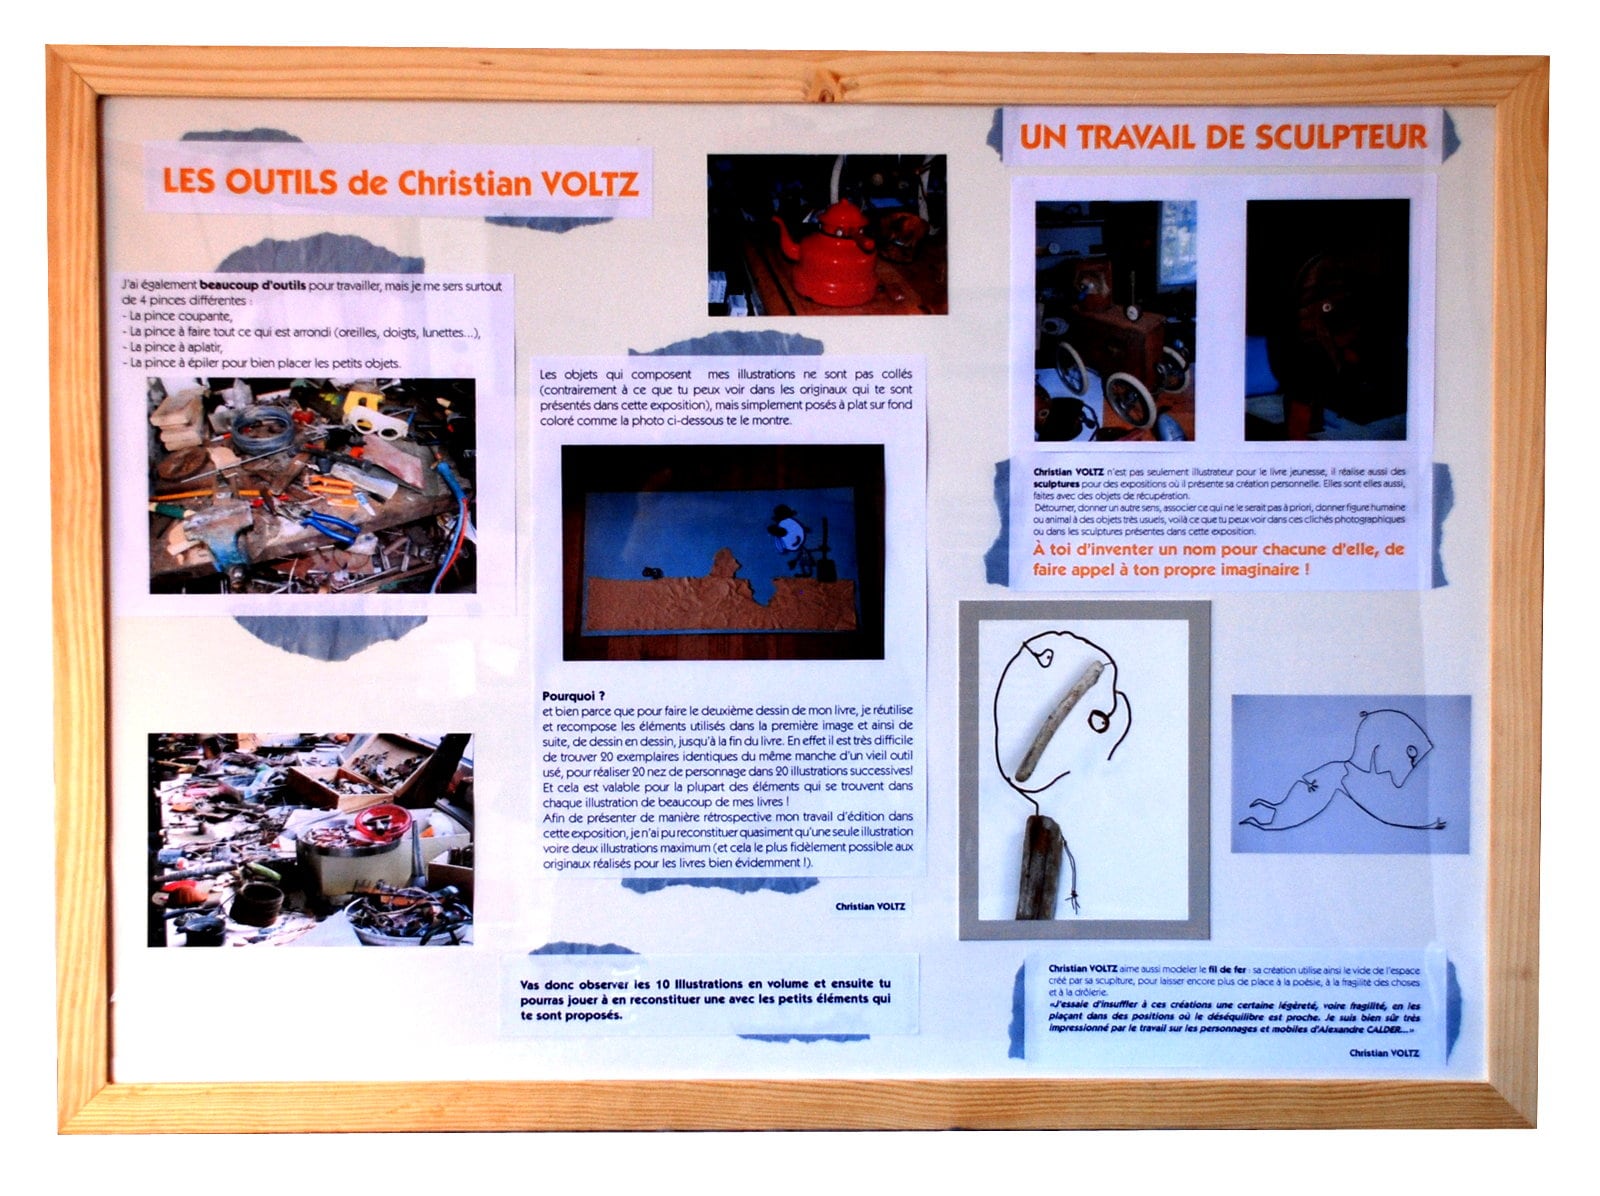 LES OUTILS de Christian VOLTZ
J'ai également beaucoup d'outils pour travailler, mais je me sers surtout
de 4 pinces différentes :
- La pince coupante,
- La pince à faire tout ce qui est arrondi (oreilles, doigts, lunettes...),
- La pince à aplatir,
- La pince à épiler pour bien placer les petits objets.
Les objets qui composent mes illustrations ne sont pas collés
(contrairement à ce que tu peux voir dans les originaux qui te sont
présentés dans cette exposition), mais simplement posés à plat sur fond
coloré comme la photo ci-dessous te le montre.
Pourquoi ?
et bien parce que pour faire le deuxième dessin de mon livre, je réutilise
et recompose les éléments utilisés dans la première image et ainsi de
suite, de dessin en dessin, jusqu'à la fin du livre. En effet il est très difficile
de trouver 20 exemplaires identiques du même manche d'un vieil outil
usé, pour réaliser 20 nez de personnage dans 20 illustrations successives!
Et cela est valable pour la plupart des éléments qui se trouvent dans
chaque illustration de beaucoup de mes livres !
Afin de présenter de manière rétrospective mon travail d'édition dans
cette exposition, je n'ai pu reconstituer quasiment qu'une seule illustration
voire deux illustrations maximum (et cela le plus fidèlement possible aux
originaux réalisés pour les livres bien évidemment !).
Christian VOLTZ
Vas donc observer les 10 Illustrations en volume et ensuite tu
pourras jouer à en reconstituer une avec les petits éléments qui
te sont proposés.
UN TRAVAIL DE SCULPTEUR
Christian VOLTZ n'est pas seulement illustrateur pour le livre jeunesse, il réalise aussi des
sculptures pour des expositions où il présente sa création personnelle. Elles sont elles aussi,
faites avec des objets de récupération.
Détourner, donner un autre sens, associer ce qui ne le serait pas à priori, donner figure humaine
ou animal à des objets très usuels, voilà ce que tu peux voir dans ces clichés photographiques
ou dans les sculptures présentes dans cette exposition.
À toi d'inventer un nom pour chacune d'elle, de
faire appel à ton propre imaginaire !
Christian VOLTZ aime aussi modeler le fil de fer : sa création utilise ainsi le vide de l'espace
créé par sa sculpture, pour laisser encore plus de place à la poésie, à la fragilité des choses
et à la drôlerie.
«J'essaie d'insuffler à ces créations une certaine légèreté, voire fragilité, en les
plaçant dans des positions où le déséquilibre est proche. Je suis bien sûr très
impressionné par le travail sur les personnages et mobiles d'Alexandre CALDER...»
Christian VOLTZ